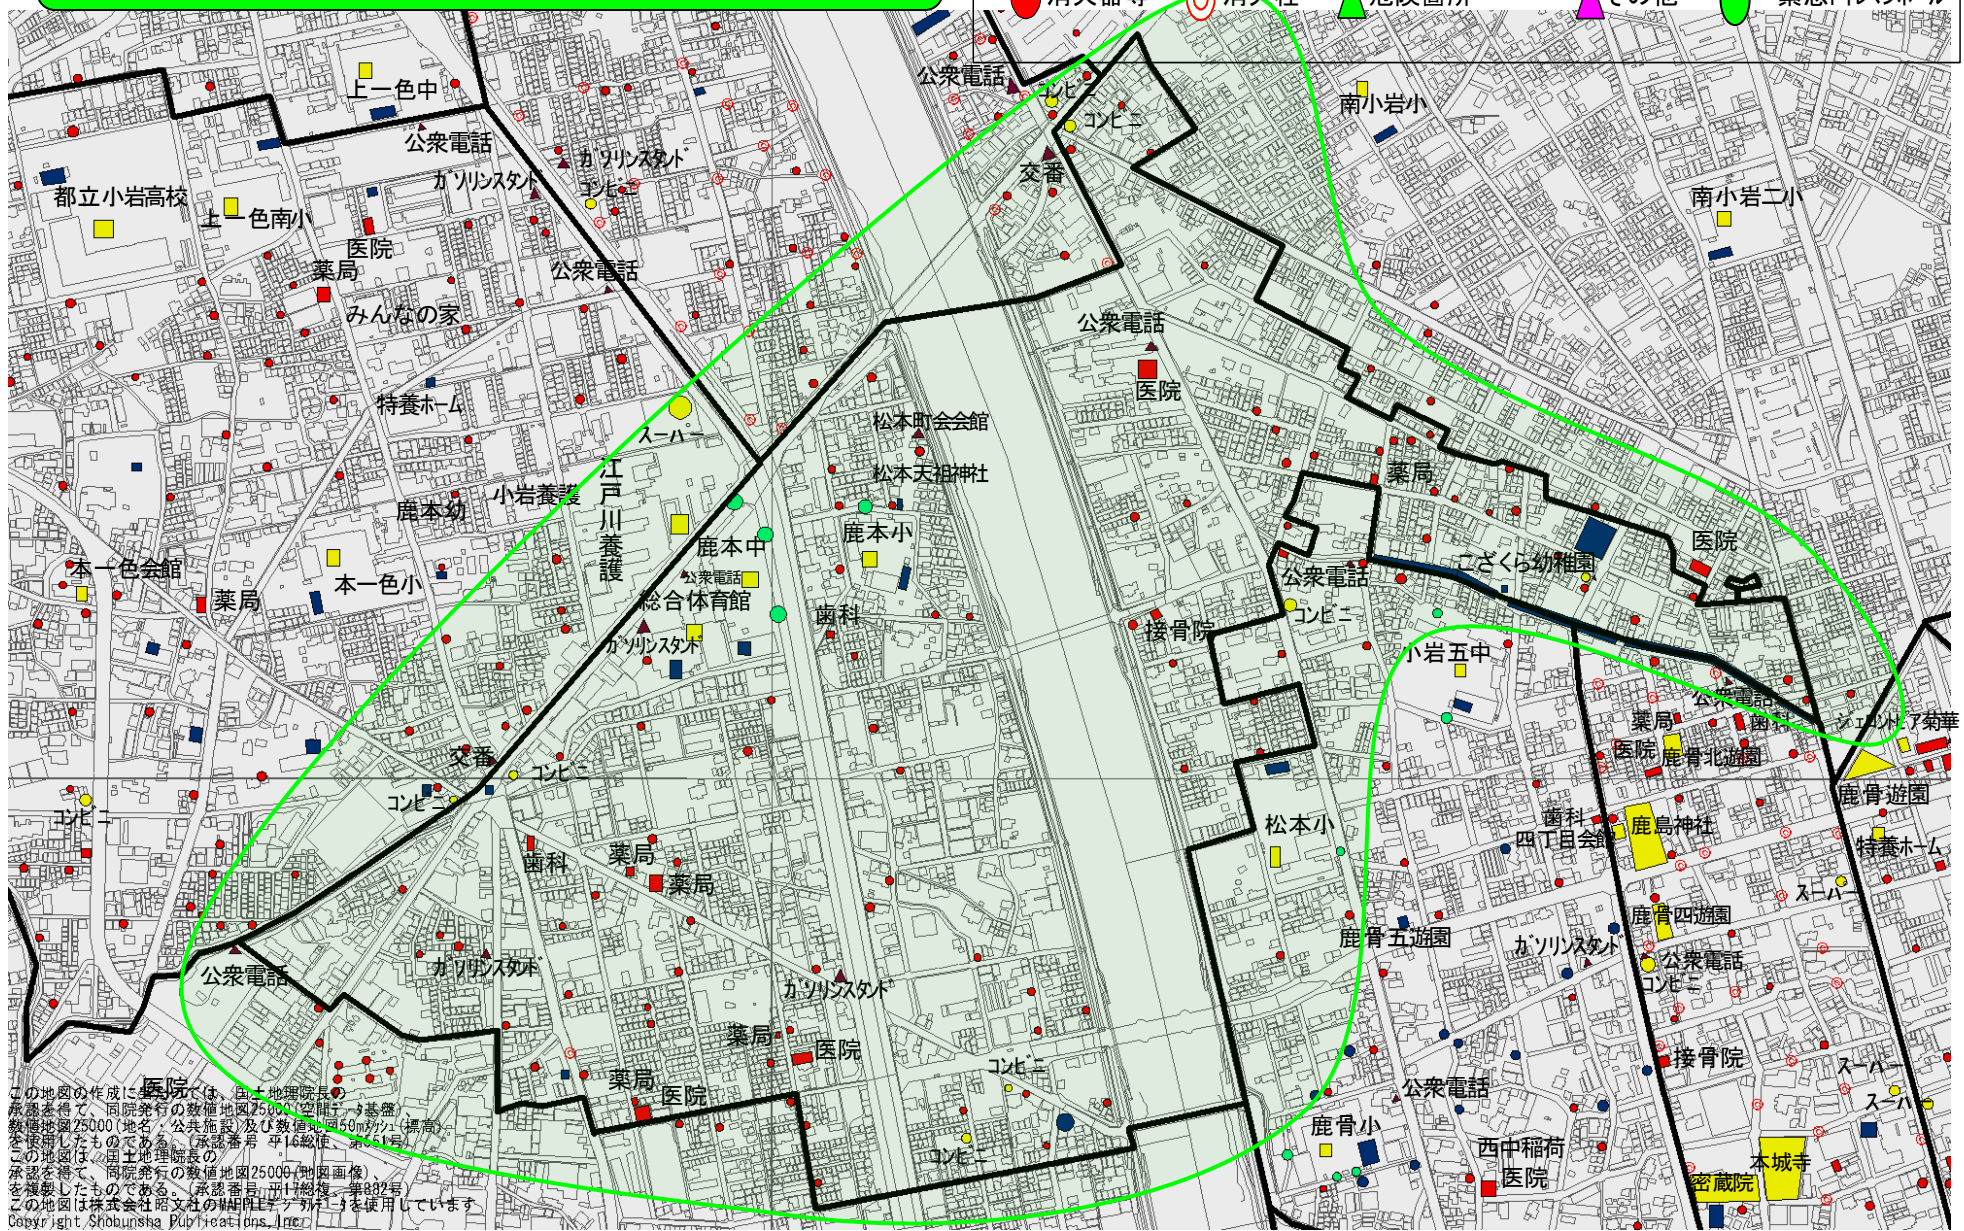 消火器等
消火栓
危険箇所
その他
公衆電話
コンビニ
コンビニ
上一色中
南小岩小
公衆電話
ガソリンスタンド
交番
ガソリンスタンド
コンビニ
都立小岩高校
上一色南小
南小岩二小
医院
薬局
公衆電話
みんなの家
公衆電話
医院
特養ホーム
松本町会会館
スーパー
江戸川養護
松本天祖神社
薬局
小岩養護
鹿本幼
鹿本中
鹿本小
医院
こざくら幼稚園
本一色会館
本一色小
公衆電話
公衆電話
薬局
総合体育館
歯科
コンビニ
ガソリンスタンド
接骨院
小岩五中
公衆電話
薬局
歯科
医院
鹿骨北遊園
交番
コンビニ
コンビニ
コンビニ
鹿骨遊園
松本小
歯科
鹿島神社
四丁目会館
特養ホーム
歯科
薬局
薬局
スーパー
鹿骨四遊園
鹿骨五遊園
ガソリンスタンド
公衆電話
ガソリンスタンド
公衆電話
コンビニ
ガソリンスタンド
薬局
医院
接骨院
コンビニ
スーパー
薬局
医院
公衆電話
スーパー
医院
鹿骨小
西中稲荷
コンビニ
医院
本城寺
密蔵院
この地図の作成に当たっては、国土地理院長の
承認を得て、同院発行の数値地図25000(空間データ基盤)、
数値地図25000(地名・公共施設)及び数値地図50mメッシュ(標高)
を使用したものである。
この地図は、国土地理院長の
承認を得て、同院発行の数値地図25000(地図画像)
を複製したものである。(承認番号 平17総複、第832号)
この地図は株式会社昭文社のMAPPLEデジタルデータを使用しています
Copyright Shobunsha Publications,Inc